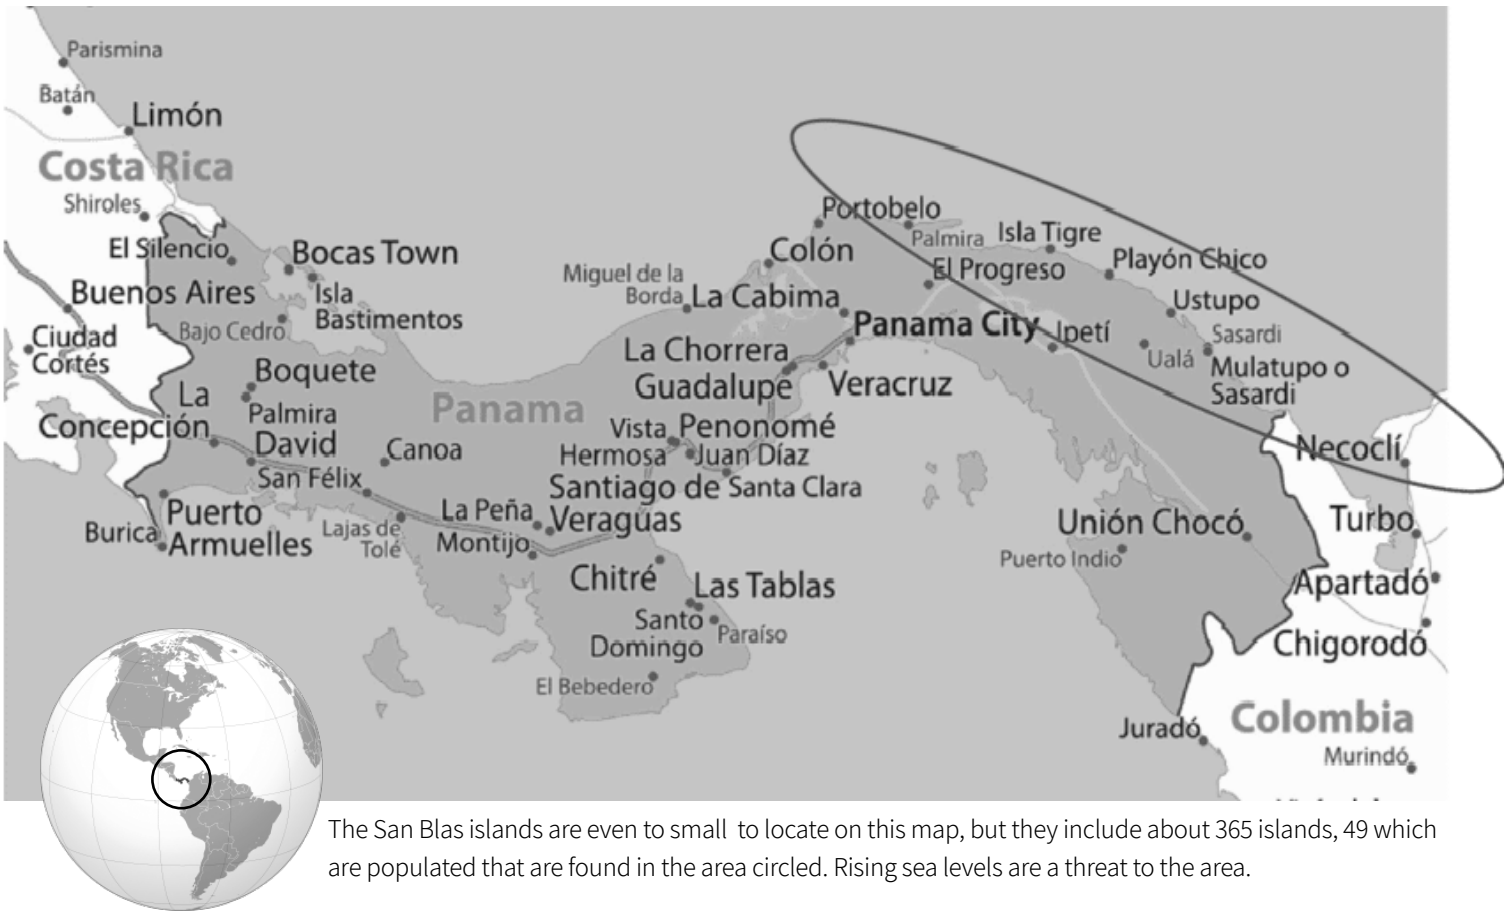 Parismina
Batán
Limón
Costa Rica
Shiroles
El Silencio
Bocas Town
Buenos Aires
Isla
Bastimentos
Bajo Cedro
Ciudad
Cortés
Boquete
La
Concepción
Palmira
David
San Félix
Canoa
Panama
Puerto
Armuelles
Burica
Lajas de
Tolé
La Peña
Montijo
Santiago de
Veraguas
Santa Clara
Vista
Hermosa
Penonomé
Juan Díaz
Chitré
Las Tablas
Santo
Domingo
Paraíso
El Bebedero
Miguel de la
Borda
La Cabima
Colón
Portobelo
Palmira
Isla Tigre
El Progreso
Playón Chico
Ustupo
Panama City
Ipetí
Sasardi
Ualá
Mulatupo o
Sasardi
La Chorrera
Guadalupe
Veracruz
Necoclí
Unión Chocó
Puerto Indio
Turbo
Apartadó
Chigorodó
Juradó
Colombia
Murindó
The San Blas islands are even to small to locate on this map, but they include about 365 islands, 49 which
are populated that are found in the area circled. Rising sea levels are a threat to the area.